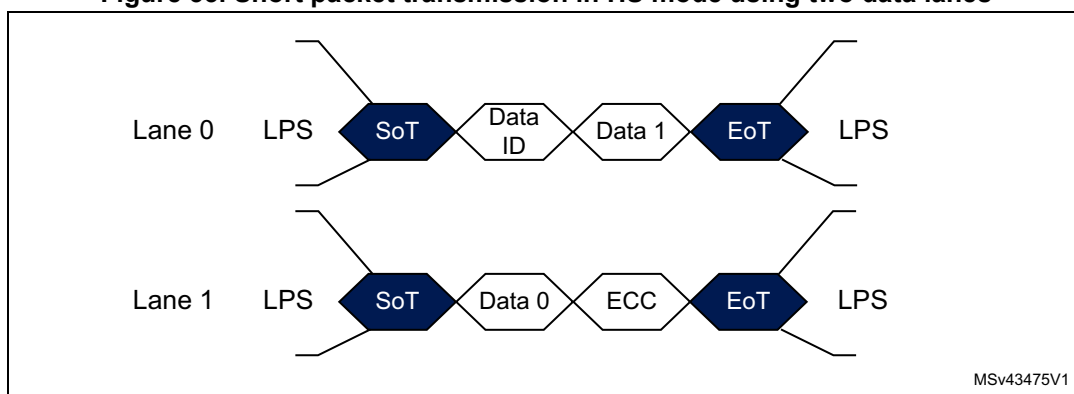 Lane 0 LPS SoT Data ID Data 1 EoT LPS
Lane 1 LPS SoT Data 0 ECC EoT LPS
MSv43475V1